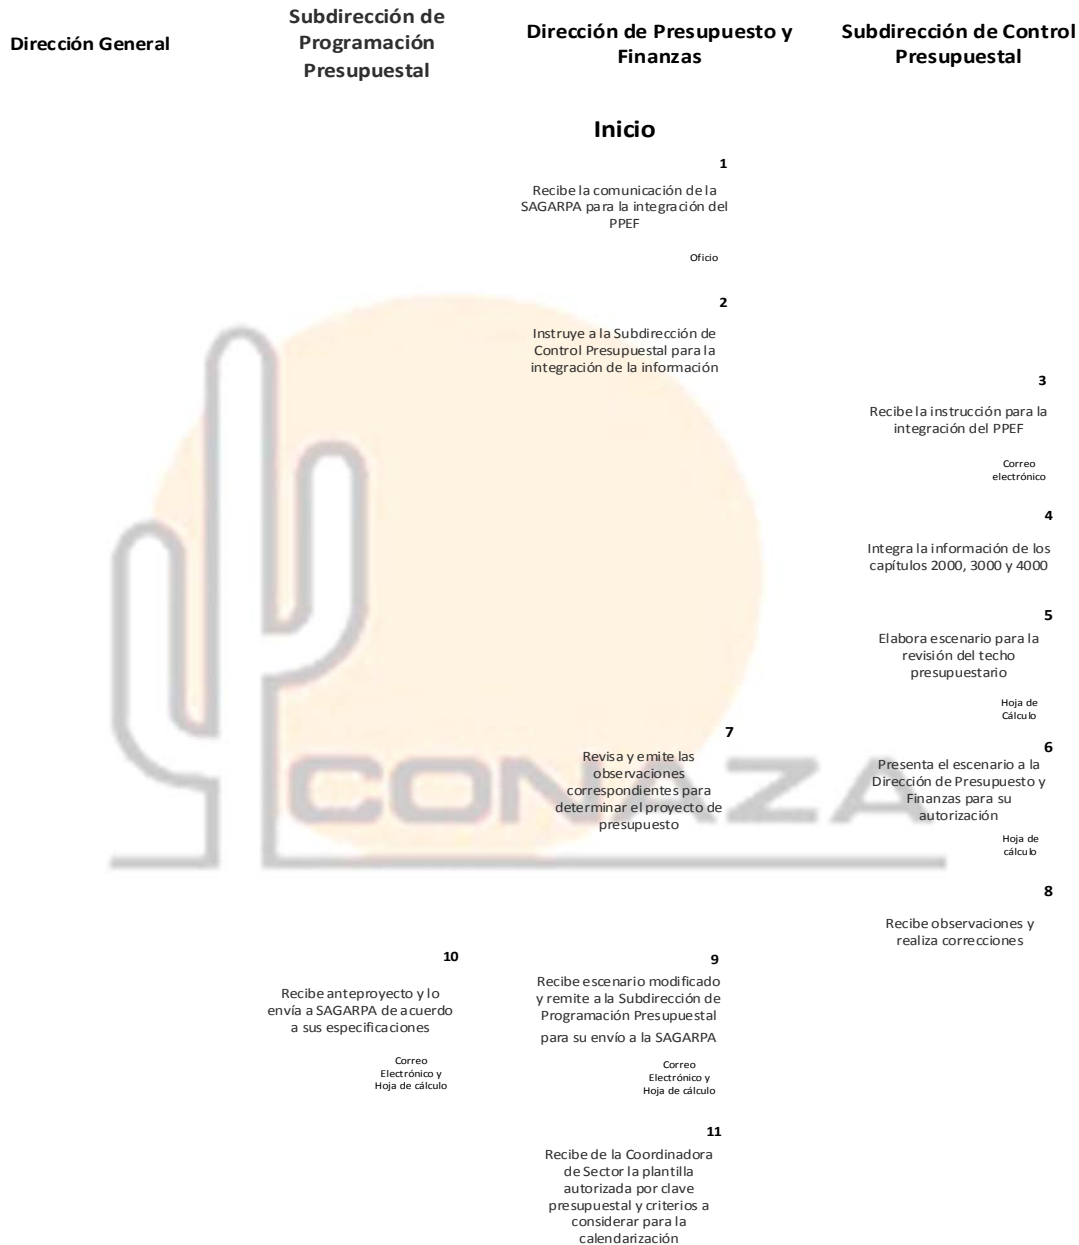 Dirección General
Subdirección de
Programación
Presupuestal
Dirección de Presupuesto y
Finanzas
Subdirección de Control
Presupuestal
Inicio
1
Recibe la comunicación de la
SAGARPA para la integración del
PPEF
Oficio
2
Instruye a la Subdirección de
Control Presupuestal para la
integración de la información
3
Recibe la instrucción para la
integración del PPEF
Correo
electrónico
4
Integra la información de los
capítulos 2000, 3000 y 4000
5
Elabora escenario para la
revisión del techo
presupuestario
Hoja de
Cálculo
6
Presenta el escenario a la
Dirección de Presupuesto y
Finanzas para su
autorización
Hoja de
cálculo
7
Revisa y emite las
observaciones
correspondientes para
determinar el proyecto de
presupuesto
CONAZA
8
Recibe observaciones y
realiza correcciones
9
Recibe escenario modificado
y remite a la Subdirección de
Programación Presupuestal
para su envío a la SAGARPA
Correo
Electrónico y
Hoja de cálculo
10
Recibe anteproyecto y lo
envía a SAGARPA de acuerdo
a sus especificaciones
Correo
Electrónico y
Hoja de cálculo
11
Recibe de la Coordinadora
de Sector la plantilla
autorizada por clave
presupuestal y criterios a
considerar para la
calendarización